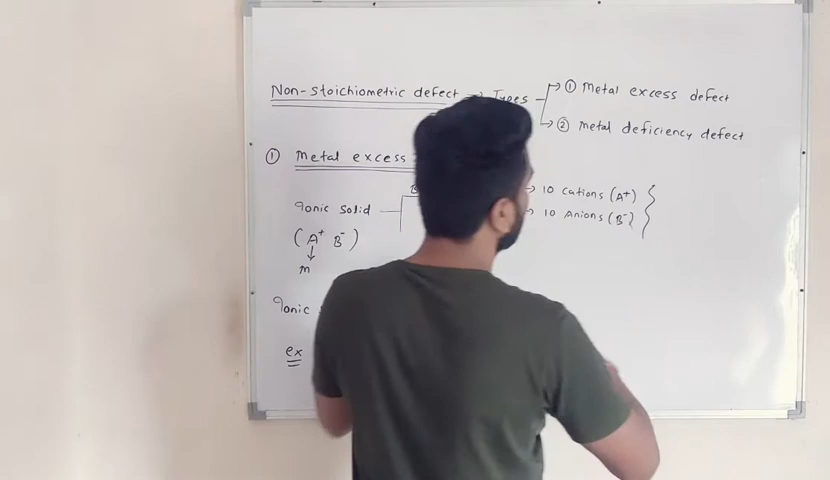 Non-stoichiometric defect → Types → ① Metal excess defect
② Metal deficiency defect
① Metal excess
→ 10 Cations (A⁺)
Ionic solid
→ 10 Anions (B⁻)
(A⁺ B⁻)
↓
m
Ionic
ex